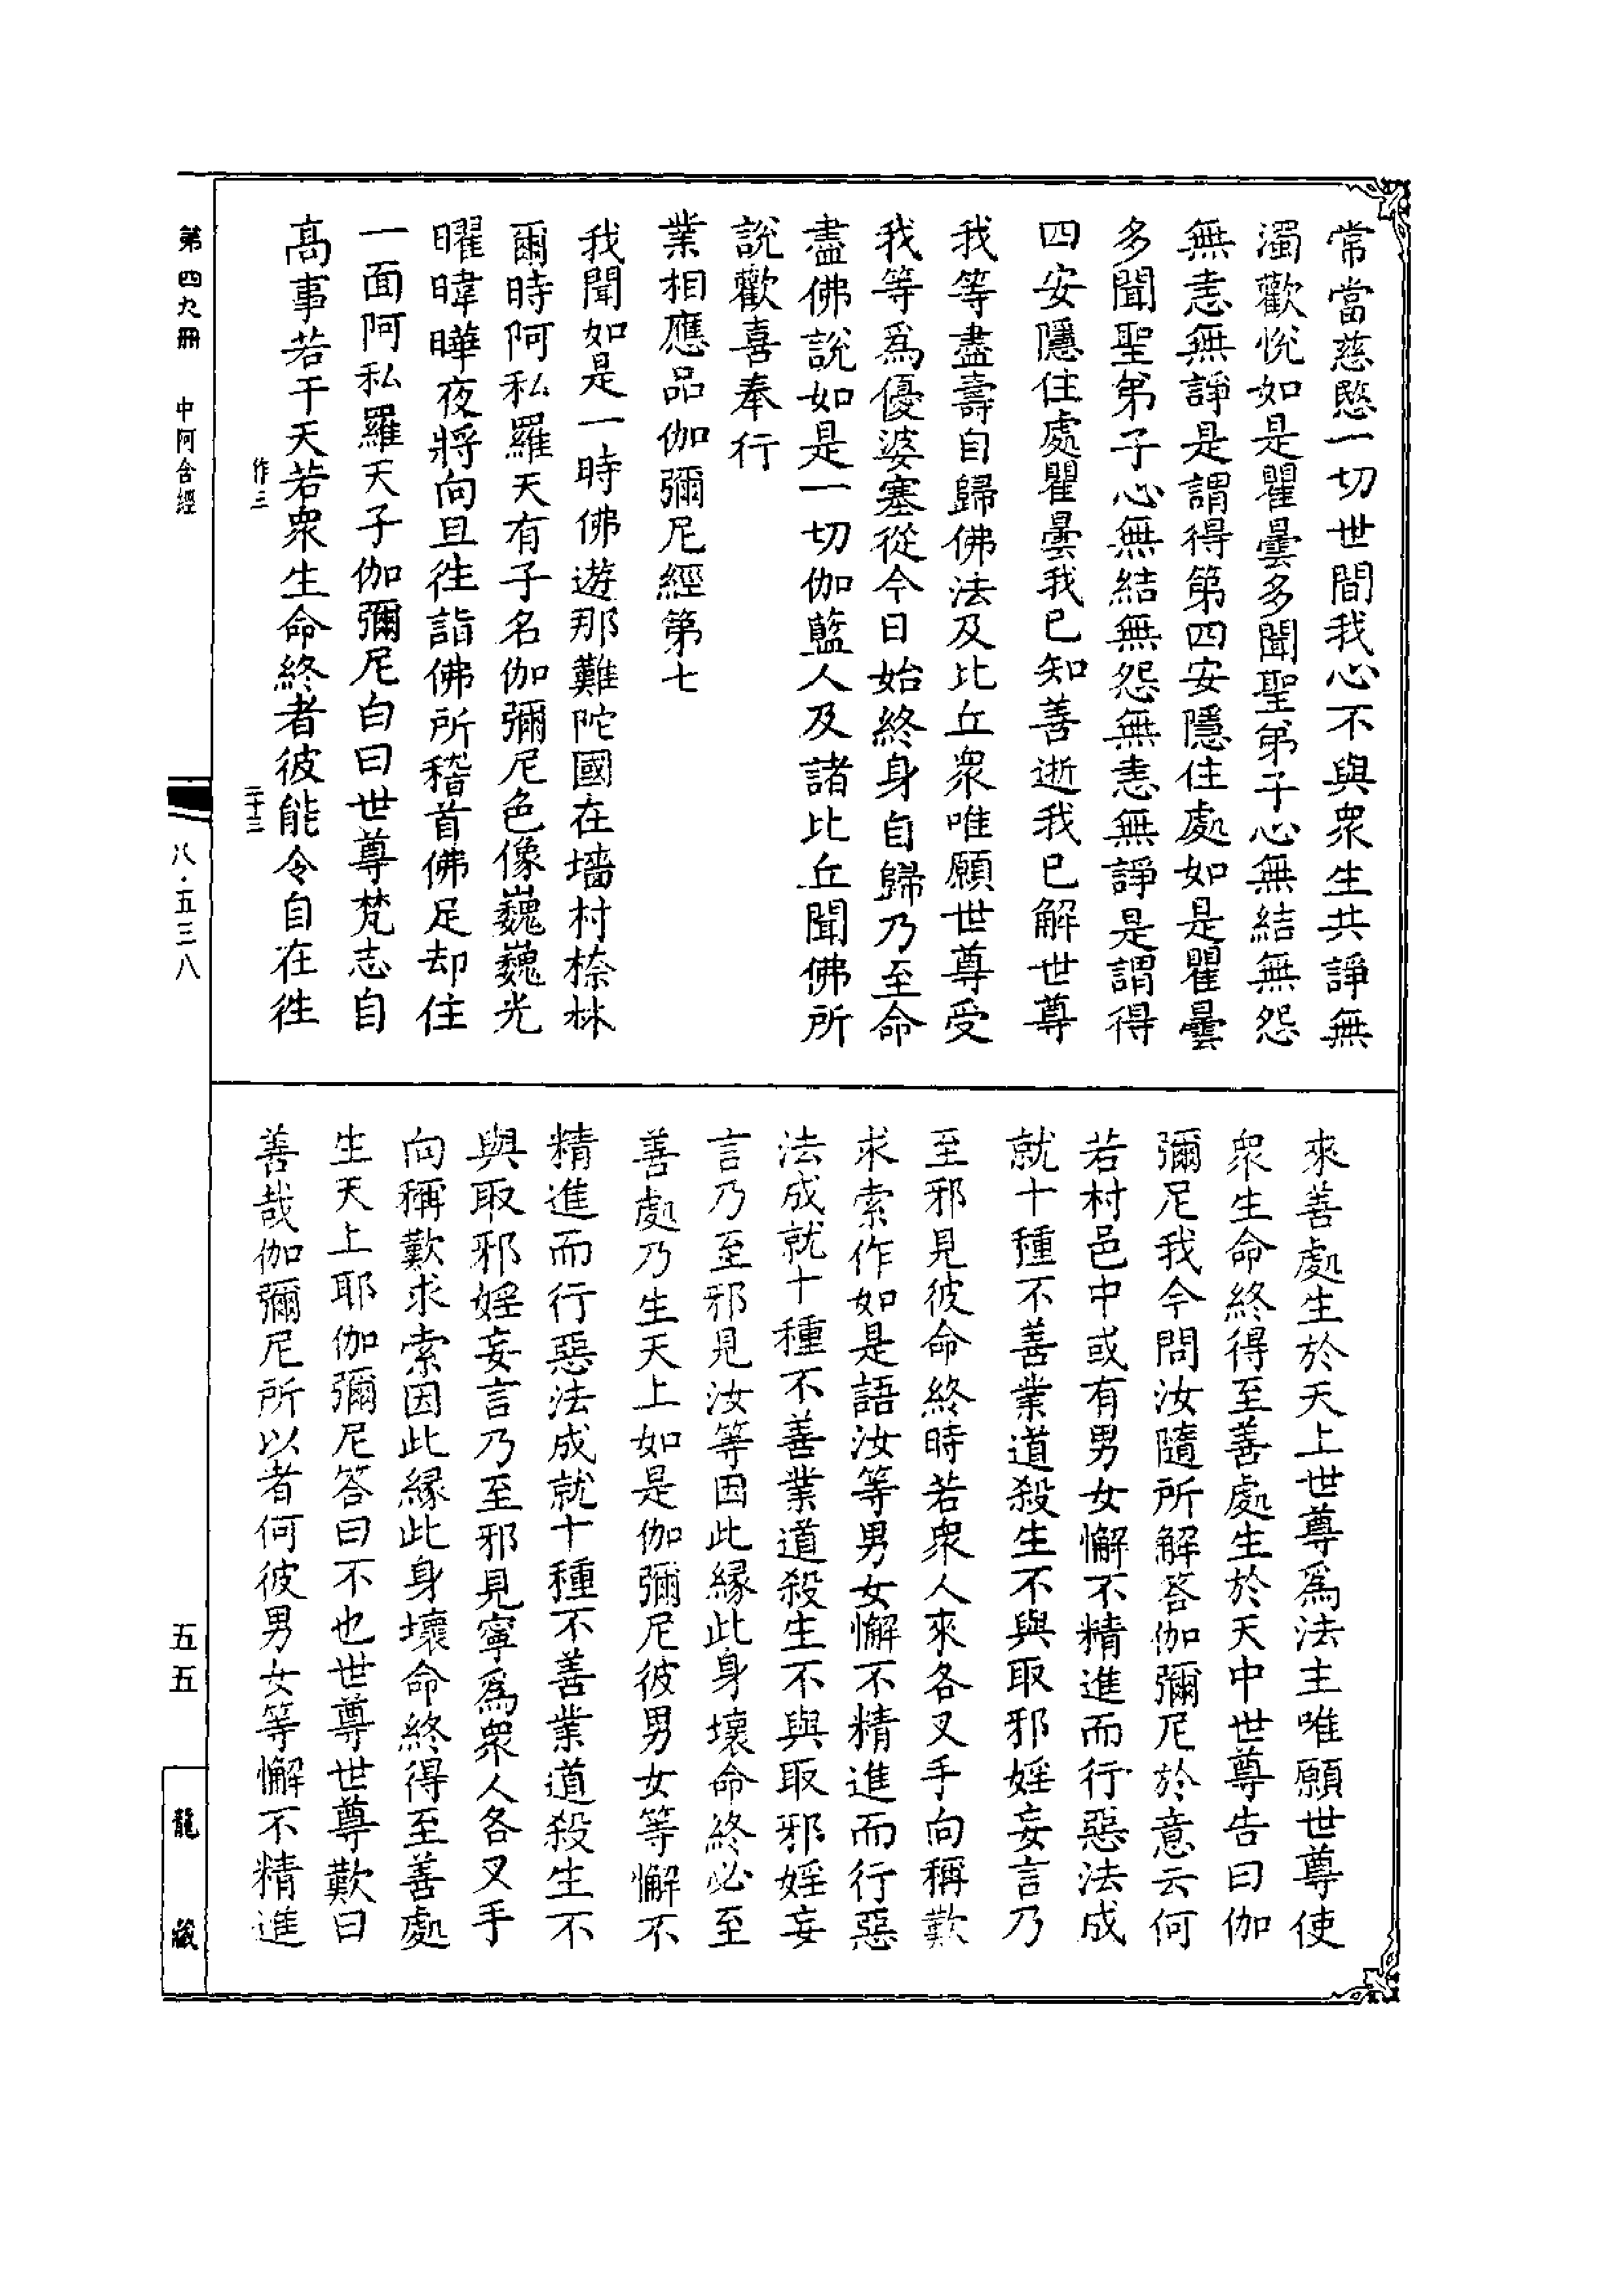 常當慈愍一切世間我心不與衆生共諍無
濁歡悅如是瞿曇多聞聖弟子心無結無怨
無恚無諍是謂得第四安隱住處如是瞿曇
多聞聖弟子心無結無怨無恚無諍是謂得
四安隱住處瞿曇我已知善逝我已解世尊
我等盡壽自歸佛法及比丘衆唯願世尊受
我等爲優婆塞從今日始終身自歸乃至命
盡佛說如是一切伽藍人及諸比丘聞佛所
說歡喜奉行
業相應品伽彌尼經第七
我聞如是一時佛遊那難陀國在墻村㮈林
爾時阿私羅天有子名伽彌尼色像巍巍光
曜暐曄夜將向旦往詣佛所稽首佛足却住
一面阿私羅天子伽彌尼白曰世尊梵志自
高事若干天若衆生命終者彼能令自在往
作三
二十三
來善處生於天上世尊爲法主唯願世尊使
衆生命終得至善處生於天中世尊告曰伽
彌尼我今問汝隨所解答伽彌尼於意云何
若村邑中或有男女懈不精進而行惡法成
就十種不善業道殺生不與取邪婬妄言乃
至邪見彼命終時若衆人來各叉手向稱歎
求索作如是語汝等男女懈不精進而行惡
法成就十種不善業道殺生不與取邪婬妄
言乃至邪見汝等因此緣此身壞命終必至
善處乃生天上如是伽彌尼彼男女等懈不
精進而行惡法成就十種不善業道殺生不
與取邪婬妄言乃至邪見寧爲衆人各叉手
向稱歎求索因此緣此身壞命終得至善處
生天上耶伽彌尼答曰不也世尊世尊歎曰
善哉伽彌尼所以者何彼男女等懈不精進
第四九冊
中阿含經
八·五三八
五五
龍藏